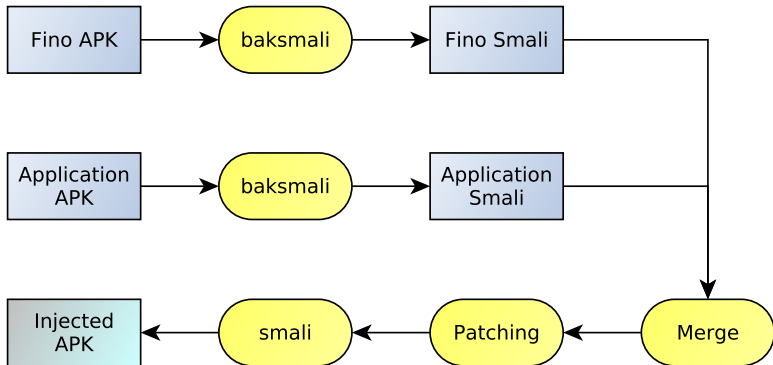 Fino APK
baksmali
Fino Smali
Application
APK
baksmali
Application
Smali
Injected
APK
smali
Patching
Merge